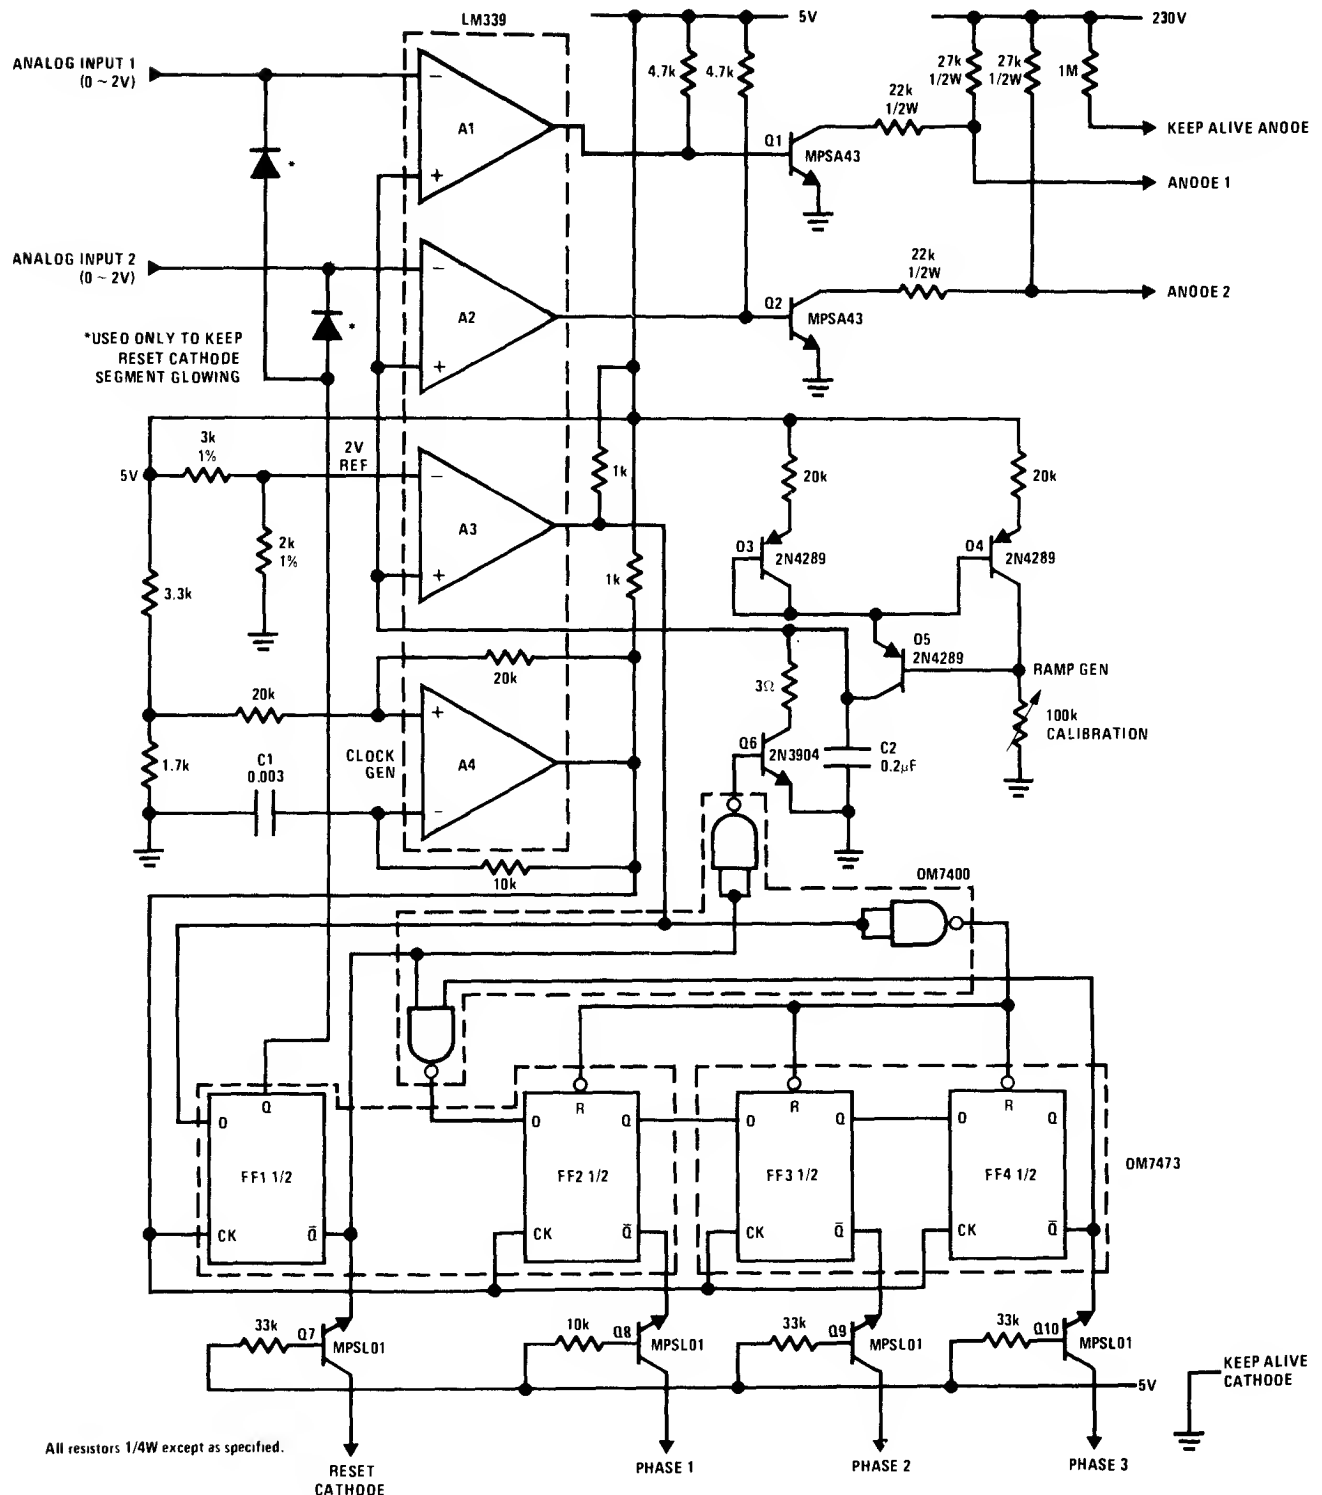 LM339
5V
230V
ANALOG INPUT 1
(0 ~ 2V)
−
A1
+
4.7k
4.7k
27k
1/2W
27k
1/2W
1M
22k
1/2W
KEEP ALIVE ANODE
Q1
MPSA43
ANODE 1
*
ANALOG INPUT 2
(0 ~ 2V)
−
A2
+
22k
1/2W
ANODE 2
Q2
MPSA43
*
*USED ONLY TO KEEP
RESET CATHODE
SEGMENT GLOWING
5V
3k
1%
2V
REF
−
A3
+
2k
1%
1k
1k
20k
20k
O3
2N4289
O4
2N4289
3.3k
O5
2N4289
RAMP GEN
100k
CALIBRATION
20k
20k
3Ω
Q6
2N3904
C2
0.2µF
1.7k
C1
0.003
CLOCK
GEN
+
A4
−
10k
OM7400
O
Q
FF1 1/2
CK
Q̅
R
O
Q
FF2 1/2
CK
Q̅
R
O
Q
FF3 1/2
CK
Q̅
R
O
Q
FF4 1/2
CK
Q̅
OM7473
33k
Q7
MPSL01
10k
Q8
MPSL01
33k
Q9
MPSL01
33k
Q10
MPSL01
5V
KEEP ALIVE
CATHODE
All resistors 1/4W except as specified.
RESET
CATHODE
PHASE 1
PHASE 2
PHASE 3